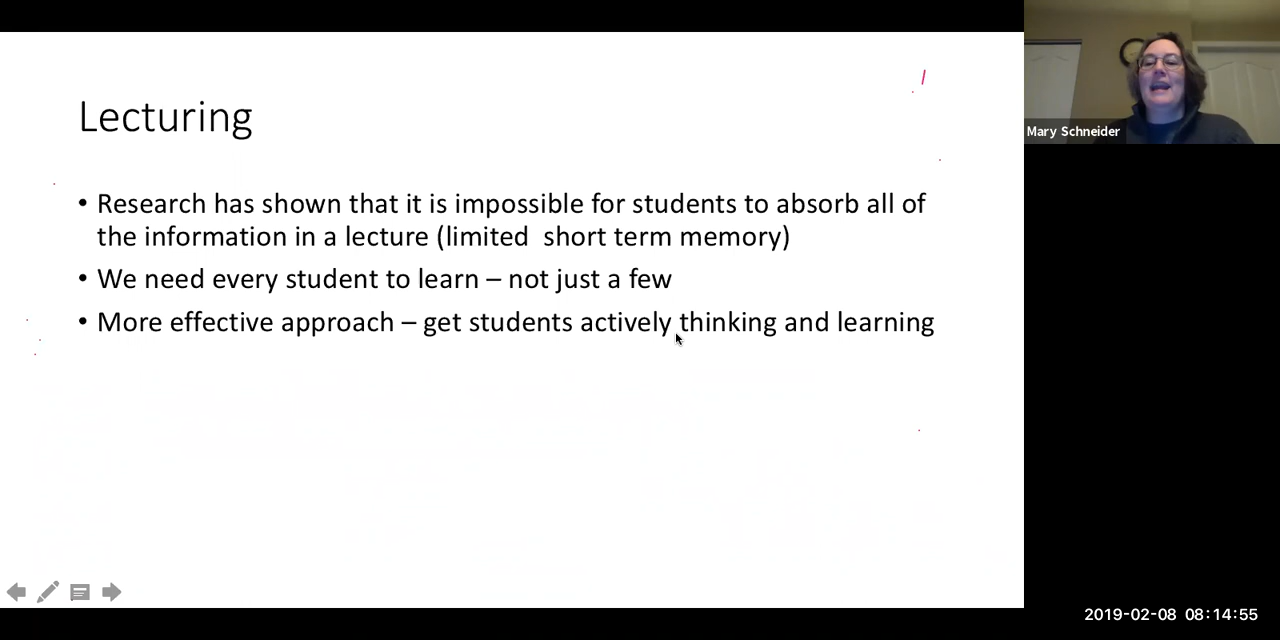 Lecturing
• Research has shown that it is impossible for students to absorb all of
the information in a lecture (limited  short term memory)
• We need every student to learn – not just a few
• More effective approach – get students actively thinking and learning
Mary Schneider
2019-02-08 08:14:55